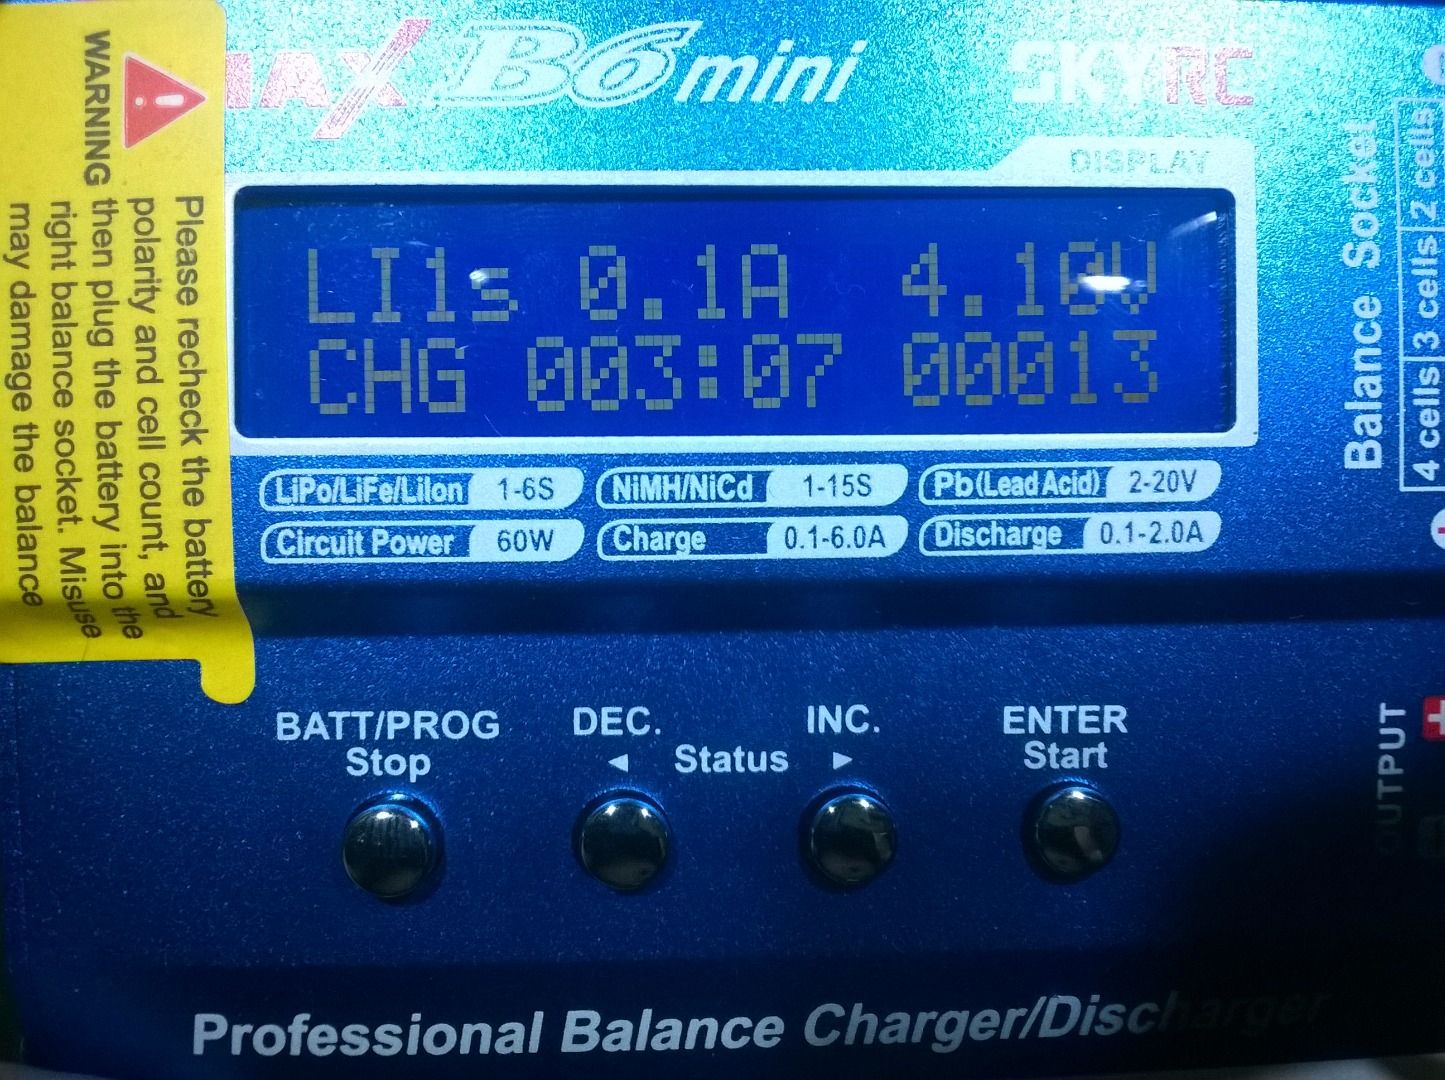 MAX B6 mini SKYRC
DISPLAY
LI1s 0.1A 4.10V
CHG 003:07 00013
LiPo/LiFe/LiIon 1-6S NiMH/NiCd 1-15S Pb(Lead Acid) 2-20V
Circuit Power 60W Charge 0.1-6.0A Discharge 0.1-2.0A
BATT/PROG
Stop
DEC.
◄ Status ►
INC.
ENTER
Start
Professional Balance Charger/Discharger
WARNING
Please recheck the battery
polarity and cell count, and
then plug the battery into the
right balance socket. Misuse
may damage the balance
Balance Socket
4 cells 3 cells 2 cells
OUTPUT
+